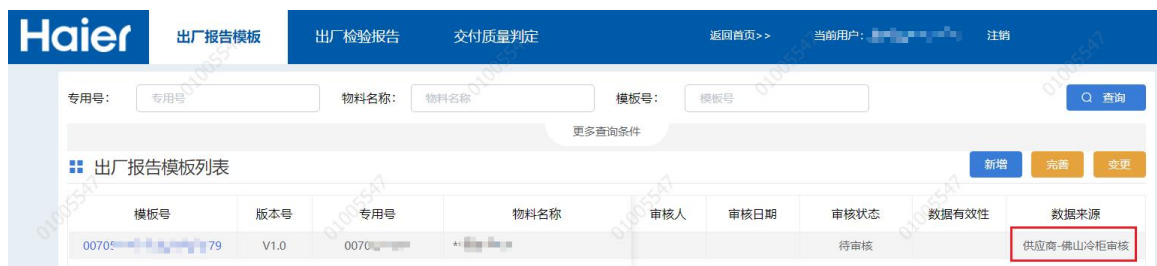 Haier 出厂报告模板 出厂检验报告 交付质量判定 返回首页>> 当前用户: 注销
专用号: 专用号 物料名称: 物料名称 模板号: 模板号 查询
更多查询条件
出厂报告模板列表 新增 完善 变更
模板号 版本号 专用号 物料名称 审核人 审核日期 审核状态 数据有效性 数据来源
0070 79 V1.0 0070 待审核 供应商-佛山冷柜审核
01005547